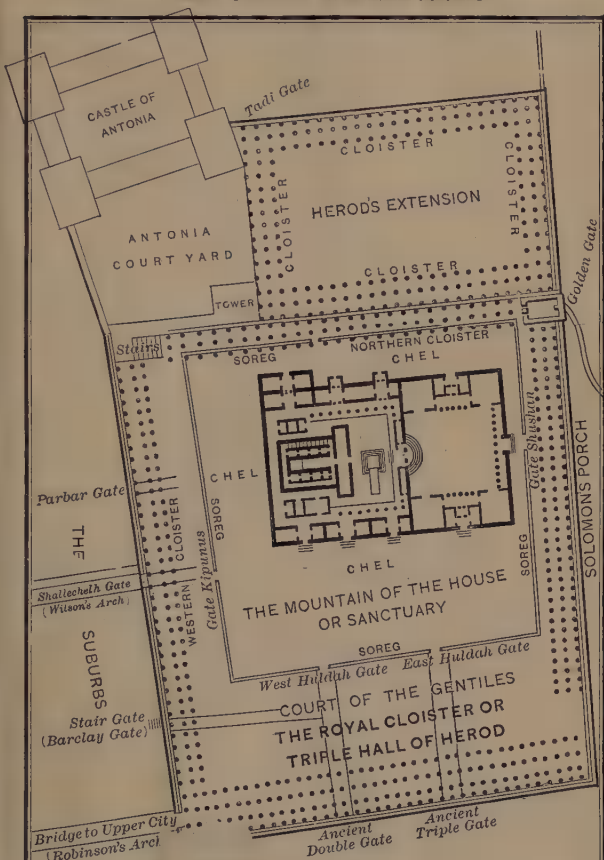 CASTLE OF
ANTONIA
Tadi Gate
CLOISTER
CLOISTER
CLOISTER
HEROD'S EXTENSION
ANTONIA
COURT YARD
CLOISTER
TOWER
Golden Gate
Stairs
SOREG
NORTHERN CLOISTER
CHEL
Gate Shushan
SOLOMON'S PORCH
CHEL
SOREG
Parbar Gate
CLOISTER
WESTERN
Gate Kipunus
THE
SUBURBS
Shallecheth Gate
(Wilson's Arch)
CHEL
SOREG
THE MOUNTAIN OF THE HOUSE
OR SANCTUARY
SOREG
West Huldah Gate
East Huldah Gate
COURT OF THE GENTILES
Stair Gate
(Barclay Gate)
THE ROYAL CLOISTER OR
TRIPLE HALL OF HEROD
Bridge to Upper City
(Robinson's Arch)
Ancient
Double Gate
Ancient
Triple Gate